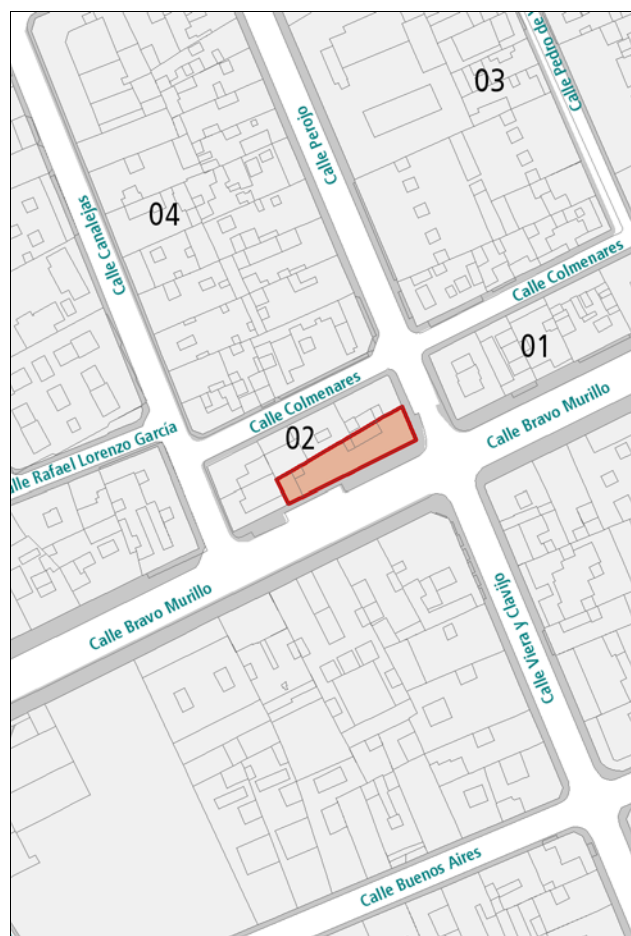 03
Calle Pedro de
Calle Perojo
04
Calle Canalejas
Calle Colmenares
01
Calle Colmenares
02
Calle Bravo Murillo
lle Rafael Lorenzo García
Calle Bravo Murillo
Calle Viera y Clavijo
Calle Buenos Aires